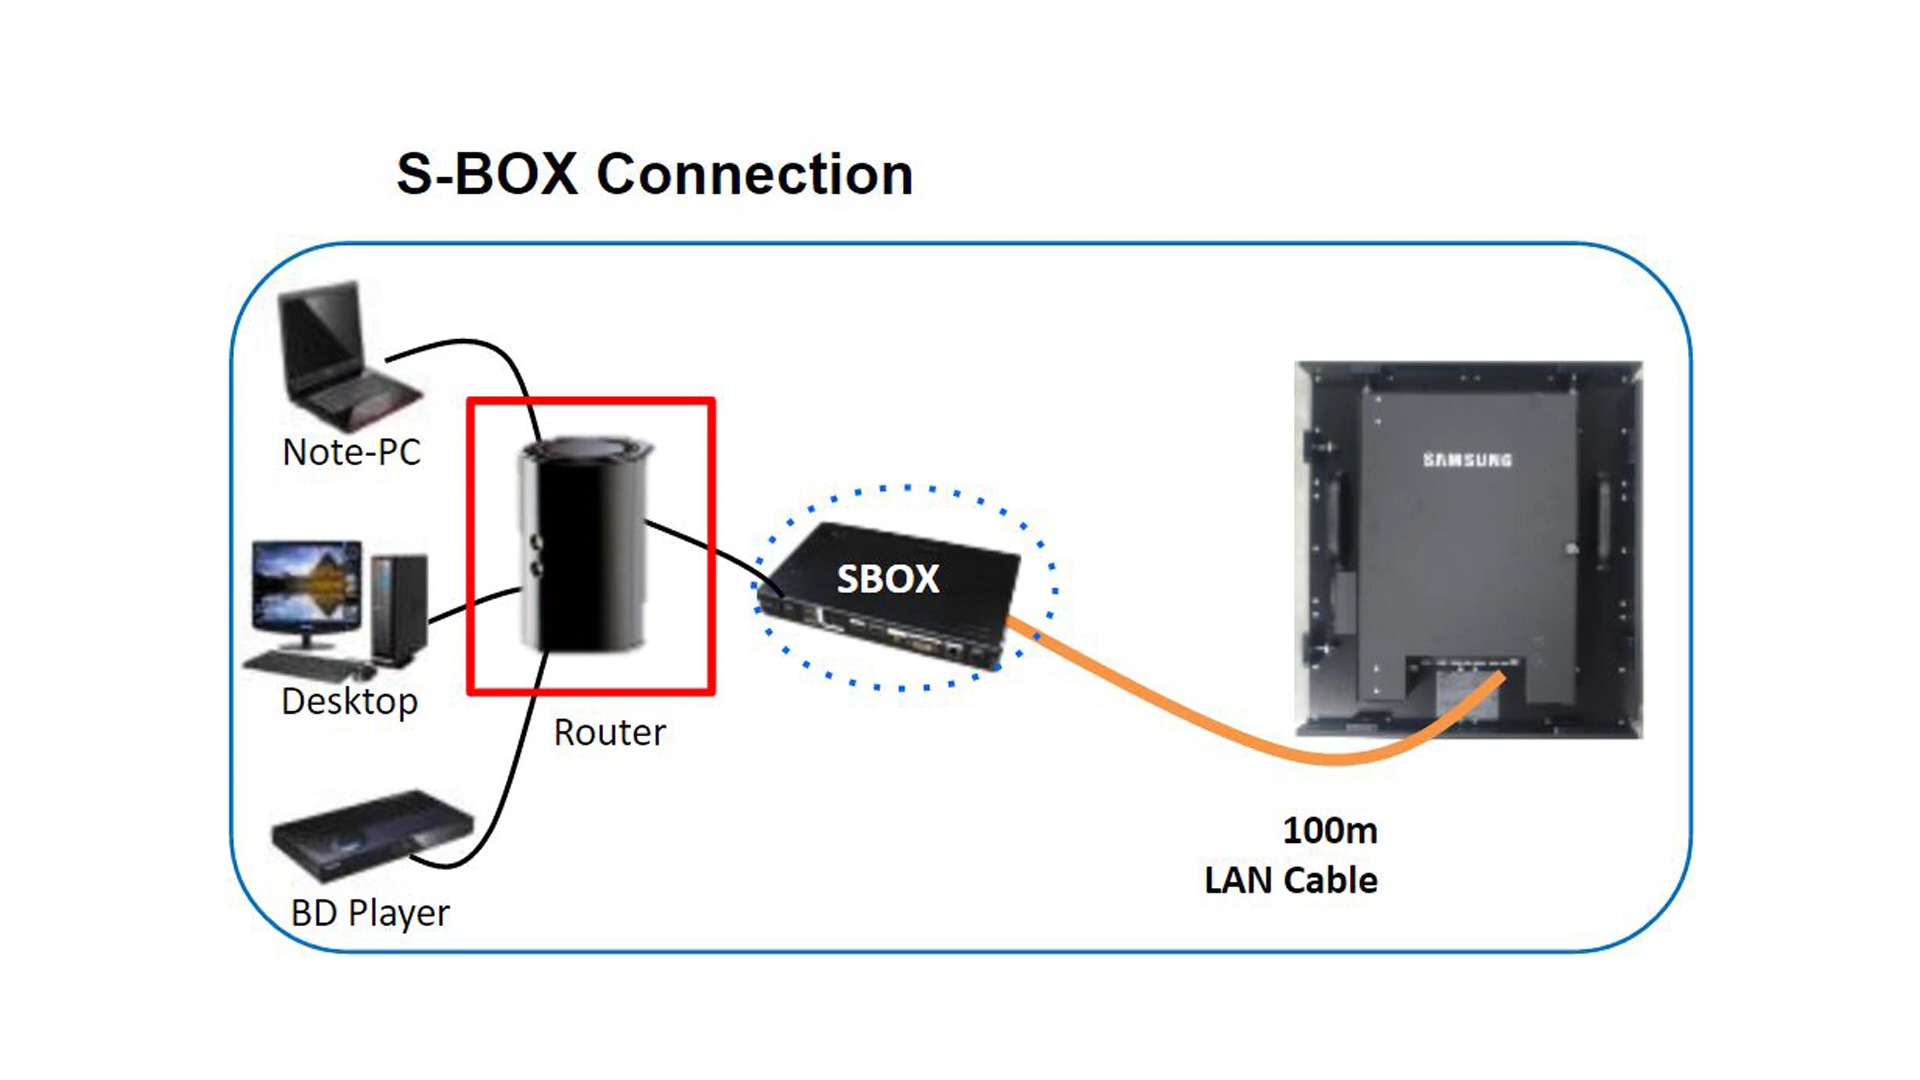 S-BOX Connection
Note-PC
SAMSUNG
SBOX
Desktop
Router
100m
LAN Cable
BD Player